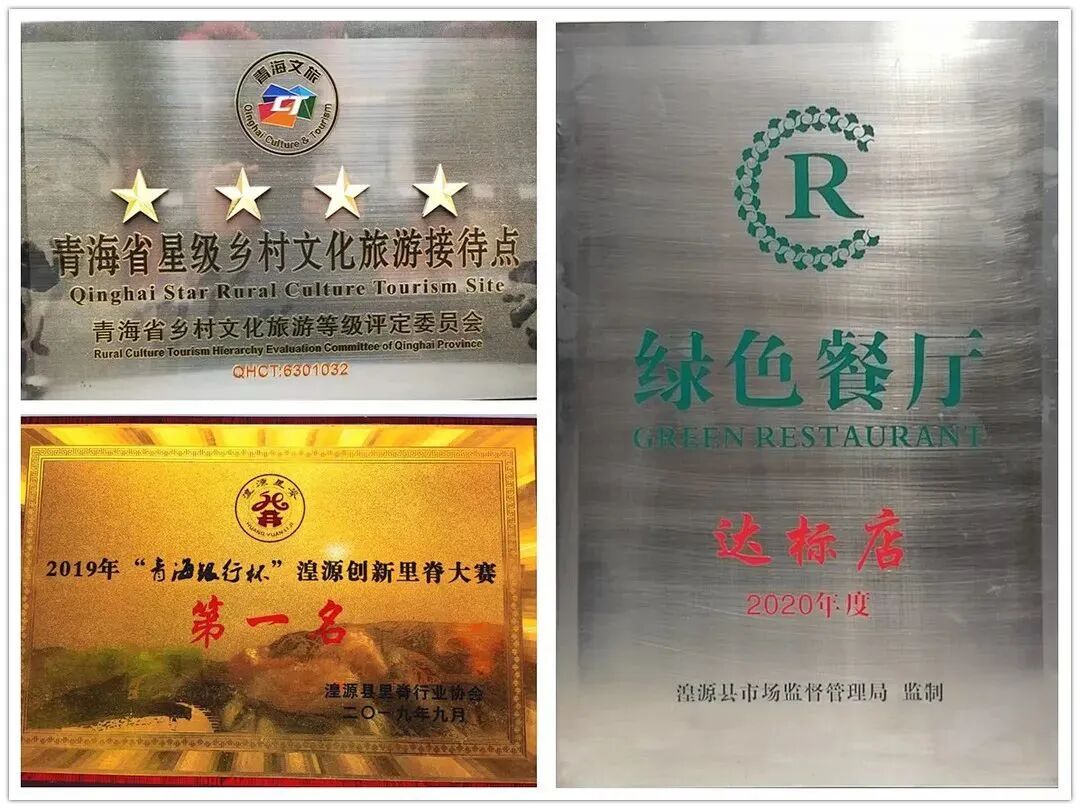 青海文旅
CT
Qinghai Culture & Tourism
青海省星级乡村文化旅游接待点
Qinghai Star Rural Culture Tourism Site
青海省乡村文化旅游等级评定委员会
Rural Culture Tourism Hierarchy Evaluation Committee of Qinghai Province
QHCT:6301032
湟源里脊
HUANG YUAN LI JI
2019年“青海银行杯”湟源创新里脊大赛
第一名
湟源县里脊行业协会
二〇一九年九月
R
绿色餐厅
GREEN RESTAURANT
达标店
2020年度
湟源县市场监督管理局 监制